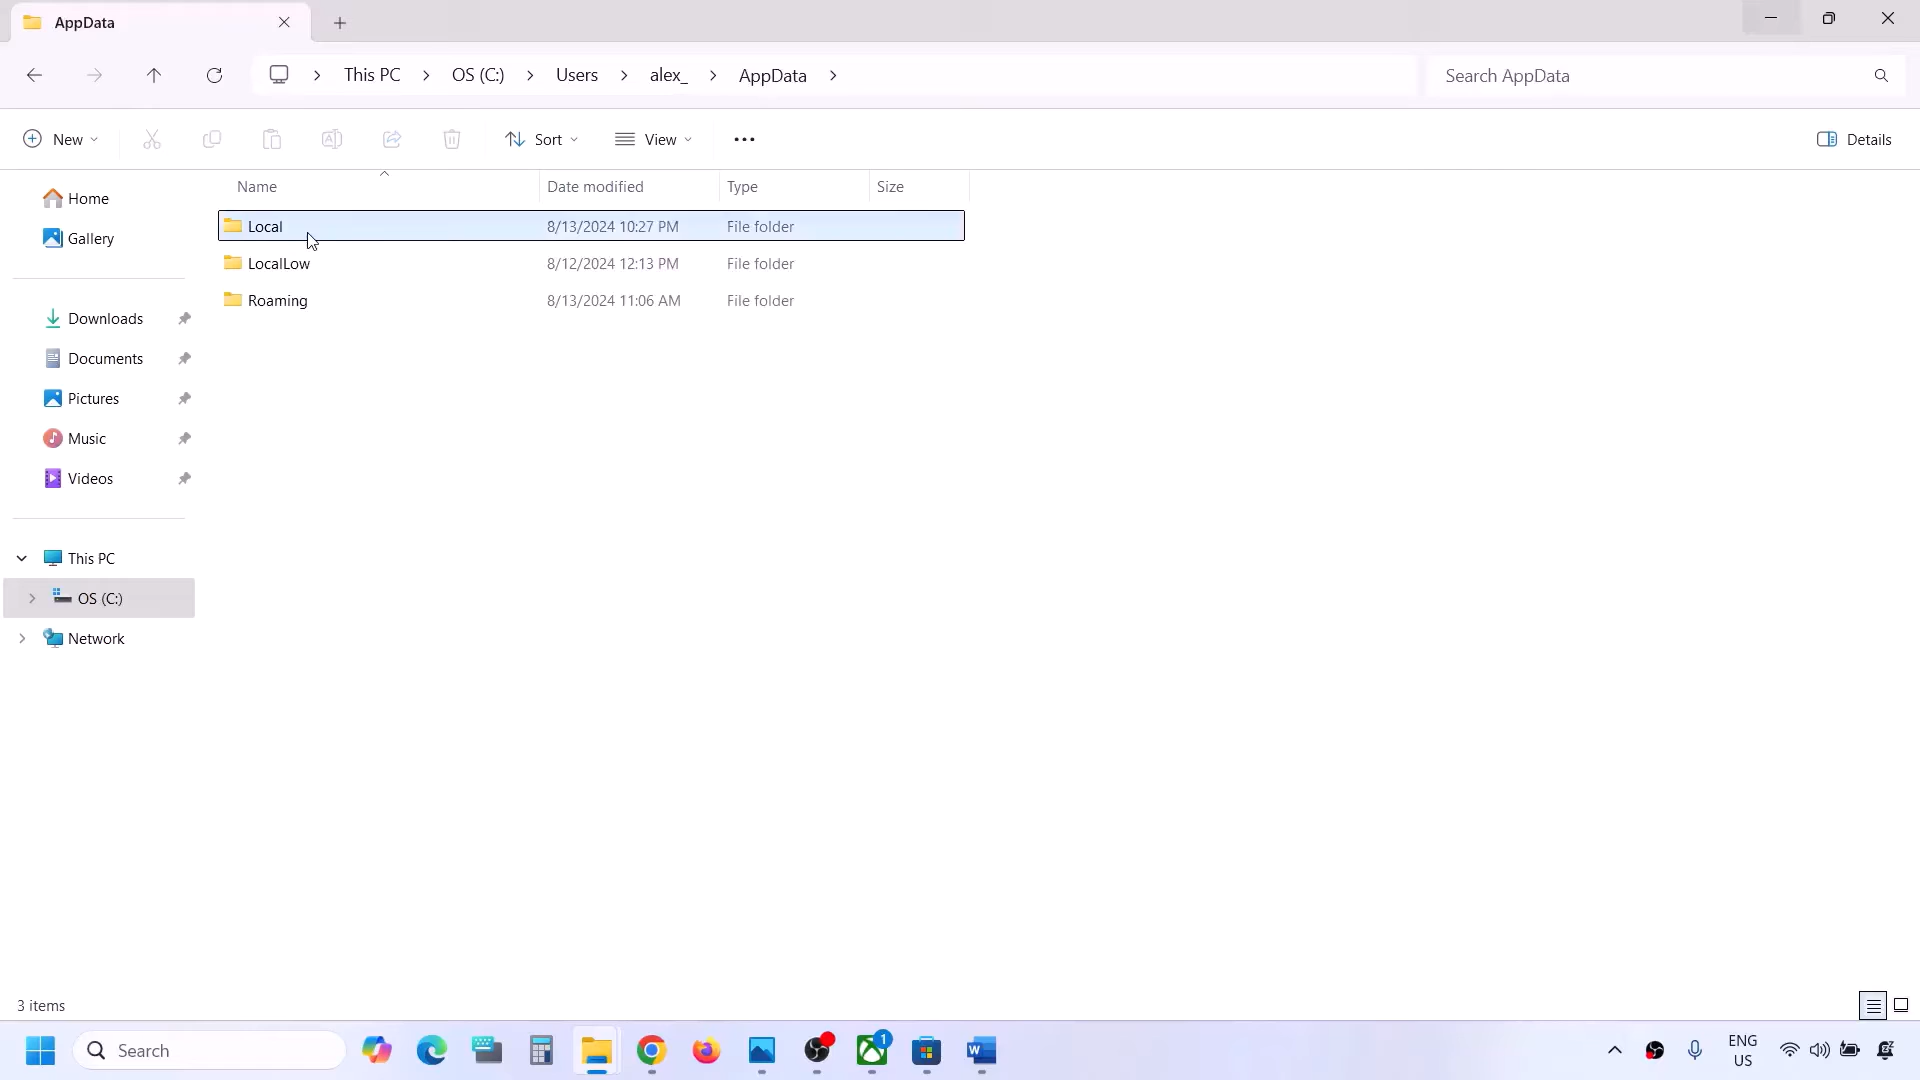 AppData
This PC
OS (C:)
Users
alex_
AppData
Search AppData
New
Sort
View
Details
Name
Date modified
Type
Size
Home
Gallery
Local
8/13/2024 10:27 PM
File folder
LocalLow
8/12/2024 12:13 PM
File folder
Roaming
8/13/2024 11:06 AM
File folder
Downloads
Documents
Pictures
Music
Videos
This PC
OS (C:)
Network
3 items
Search
1
ENG
US